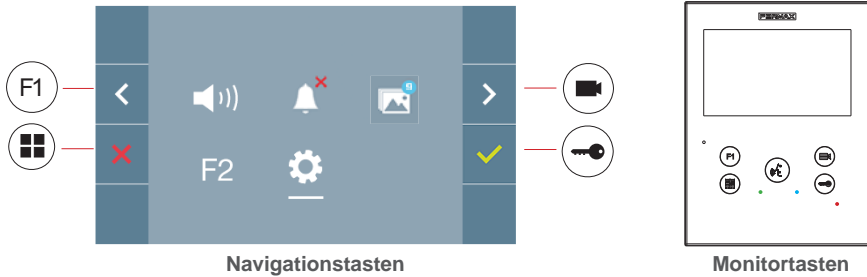 FERMAX
F1
F2
F1
Navigationstasten
Monitortasten